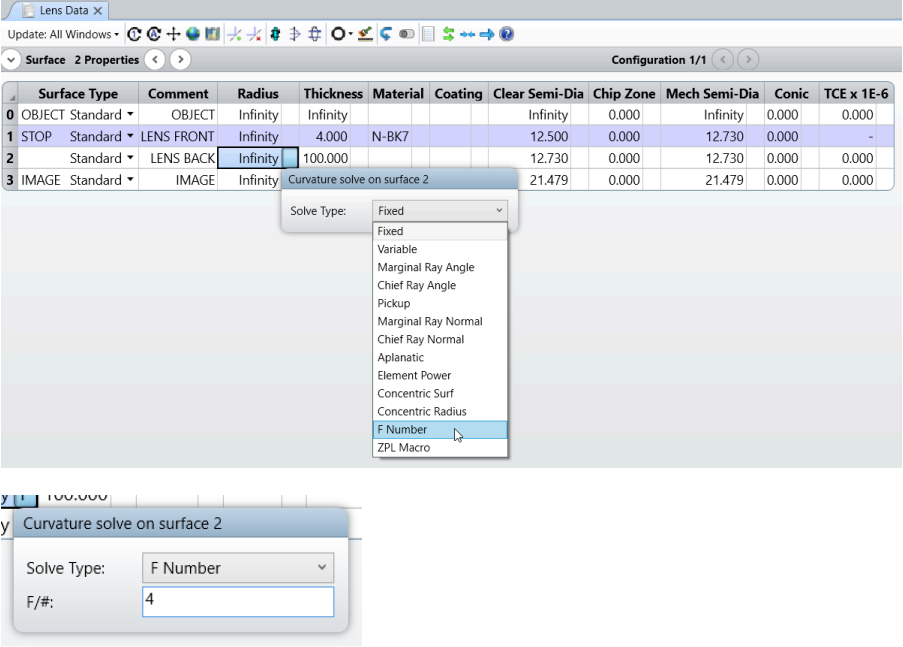 Lens Data
Update: All Windows
Surface 2 Properties Configuration 1/1
Surface Type Comment Radius Thickness Material Coating Clear Semi-Dia Chip Zone Mech Semi-Dia Conic TCE x 1E-6
0 OBJECT Standard OBJECT Infinity Infinity Infinity 0.000 Infinity 0.000 0.000
1 STOP Standard LENS FRONT Infinity 4.000 N-BK7 12.500 0.000 12.730 0.000 -
2 Standard LENS BACK Infinity 100.000 12.730 0.000 12.730 0.000 0.000
3 IMAGE Standard IMAGE Infinity 21.479 0.000 21.479 0.000 0.000
Curvature solve on surface 2
Solve Type: Fixed
Fixed
Variable
Marginal Ray Angle
Chief Ray Angle
Pickup
Marginal Ray Normal
Chief Ray Normal
Aplanatic
Element Power
Concentric Surf
Concentric Radius
F Number
ZPL Macro
y F 100.000
y Curvature solve on surface 2
Solve Type: F Number
F/#: 4